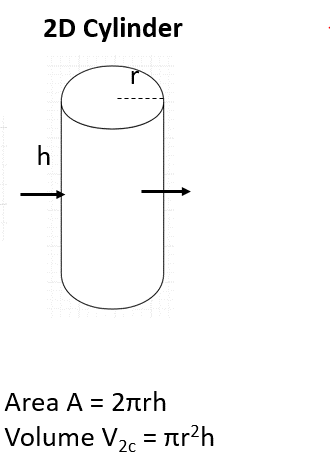 2D Cylinder
r
h
Area A = 2πrh
Volume V₂c = πr²h